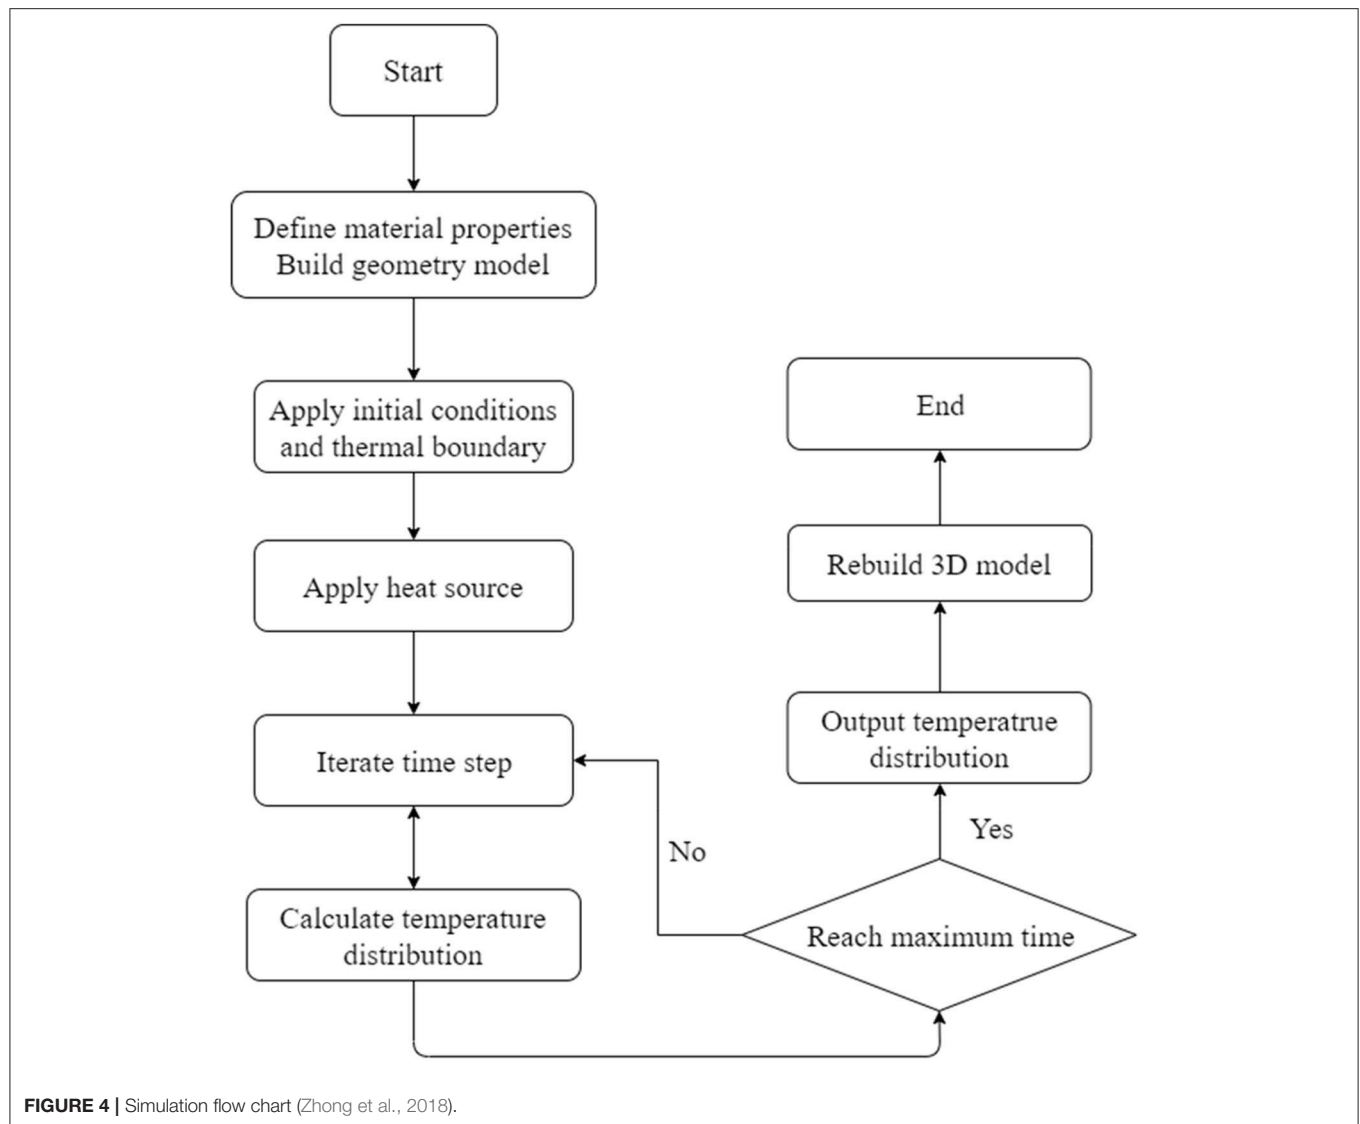 Start
Define material properties
Build geometry model
Apply initial conditions
and thermal boundary
Apply heat source
Iterate time step
Calculate temperature
distribution
No
Reach maximum time
Yes
Output temperatrue
distribution
Rebuild 3D model
End
FIGURE 4 | Simulation flow chart (Zhong et al., 2018).